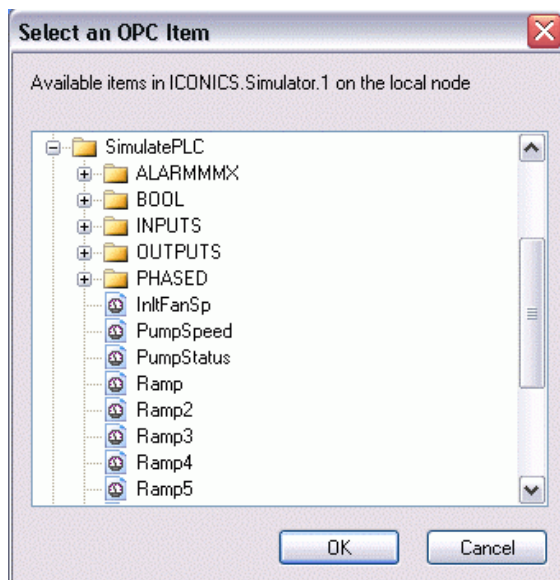 Select an OPC Item
Available items in ICONICS.Simulator.1 on the local node
SimulatePLC
ALARMMMX
BOOL
INPUTS
OUTPUTS
PHASED
InltFanSp
PumpSpeed
PumpStatus
Ramp
Ramp2
Ramp3
Ramp4
Ramp5
OK Cancel